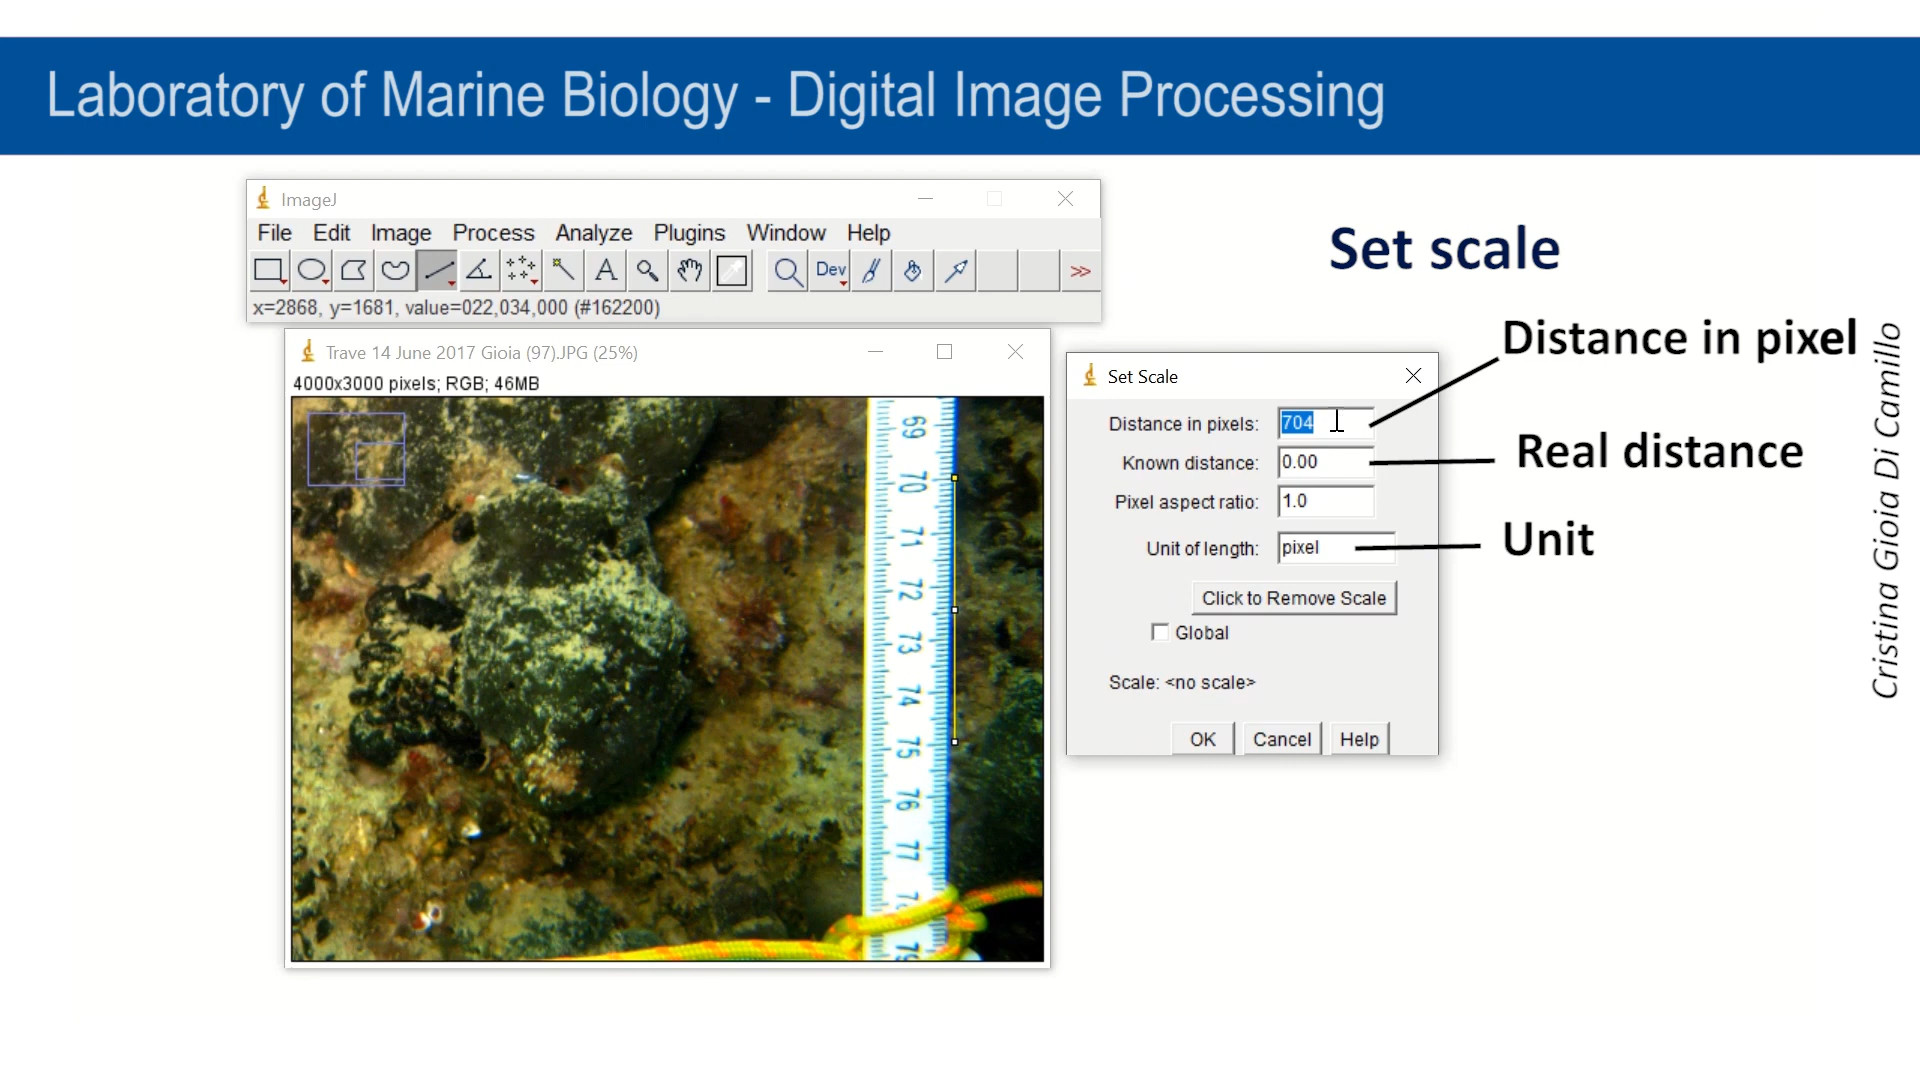 Laboratory of Marine Biology - Digital Image Processing
ImageJ
File Edit Image Process Analyze Plugins Window Help
A Dev >>
x=2868, y=1681, value=022,034,000 (#162200)
Trave 14 June 2017 Gioia (97).JPG (25%)
4000x3000 pixels; RGB; 46MB
69
70
71
72
73
74
75
76
77
79
Set scale
Set Scale
Distance in pixels: 704
Known distance: 0.00
Pixel aspect ratio: 1.0
Unit of length: pixel
Click to Remove Scale
Global
Scale: <no scale>
OK Cancel Help
Distance in pixel
Real distance
Unit
Cristina Gioia Di Camillo